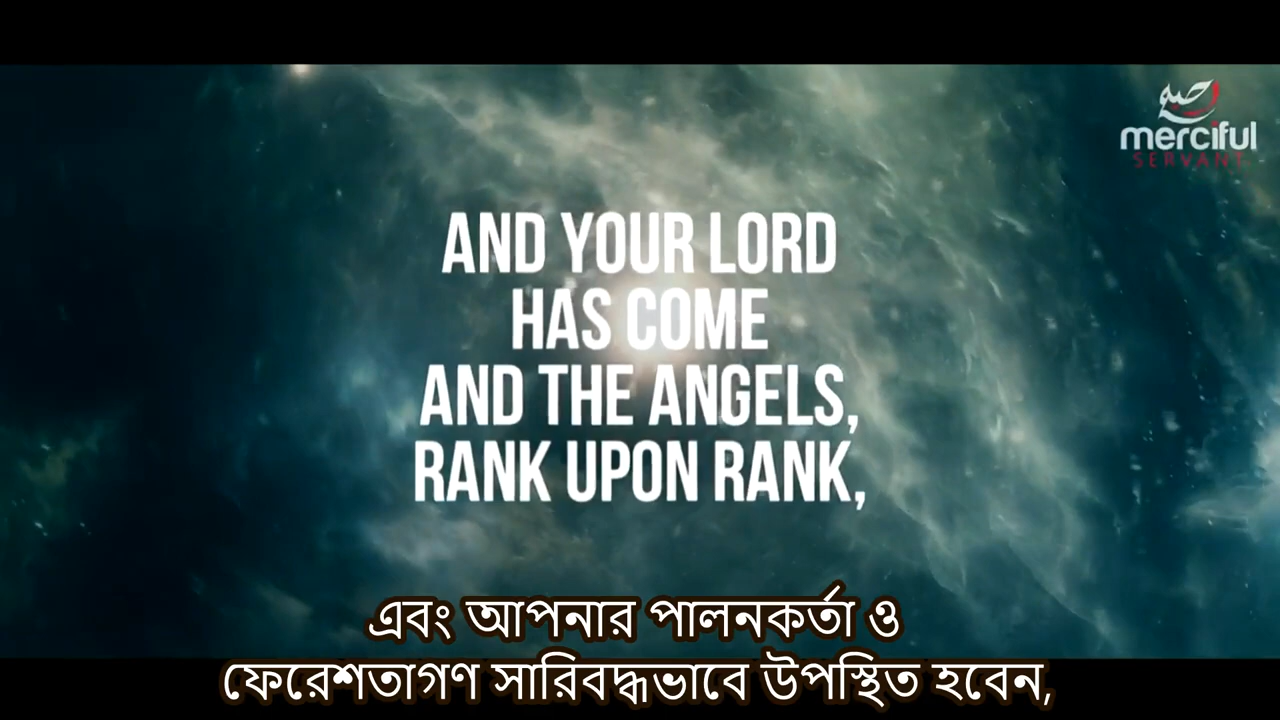 merciful
SERVANT
AND YOUR LORD
HAS COME
AND THE ANGELS,
RANK UPON RANK,
এবং আপনার পালনকর্তা ও
ফেরেশতাগণ সারিবদ্ধভাবে উপস্থিত হবেন,